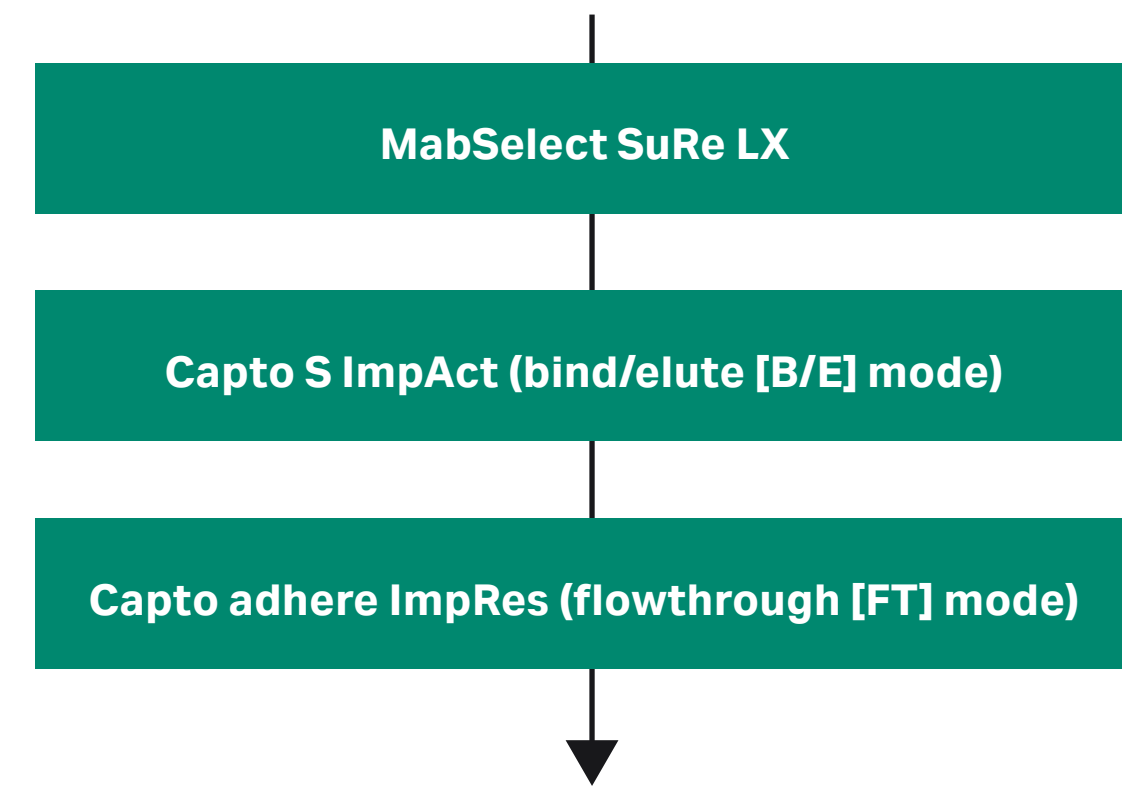 MabSelect SuRe LX
Capto S ImpAct (bind/elute [B/E] mode)
Capto adhere ImpRes (flowthrough [FT] mode)